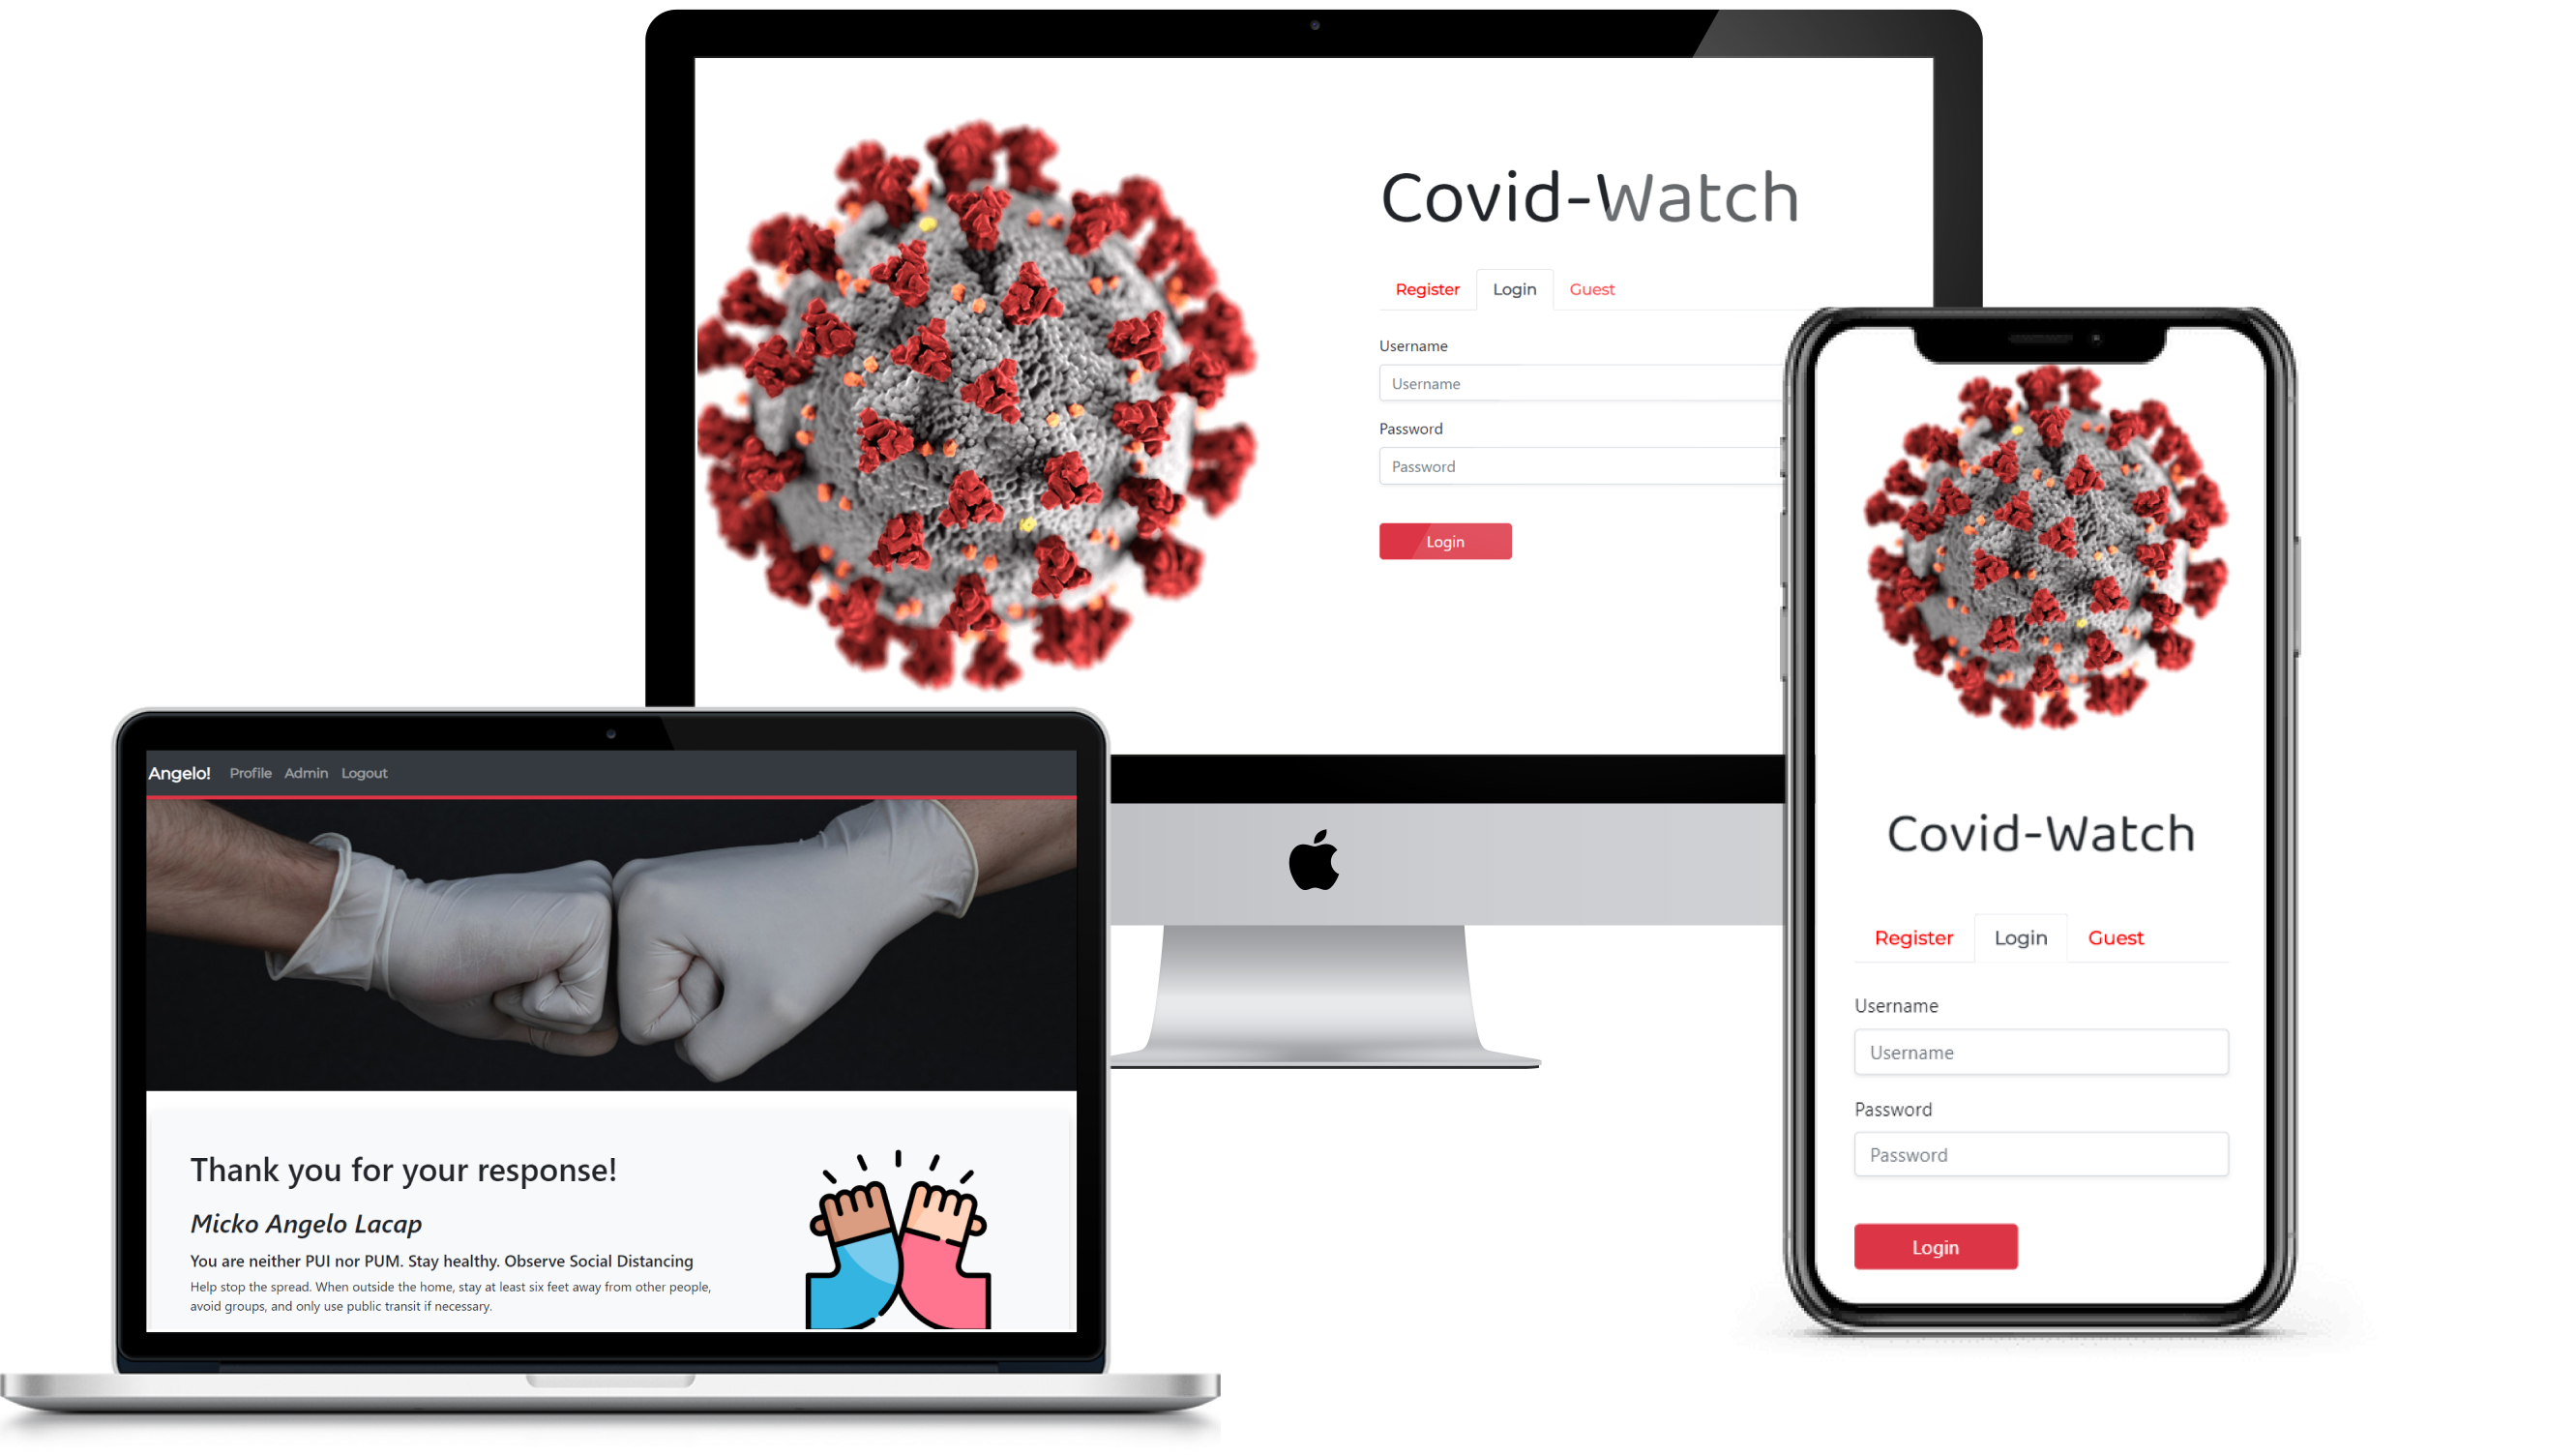 Covid-Watch
Register Login Guest
Username
Username
Password
Password
Login
Angelo! Profile Admin Logout
Thank you for your response!
Micko Angelo Lacap
You are neither PUI nor PUM. Stay healthy. Observe Social Distancing
Help stop the spread. When outside the home, stay at least six feet away from other people,
avoid groups, and only use public transit if necessary.
Covid-Watch
Register Login Guest
Username
Username
Password
Password
Login